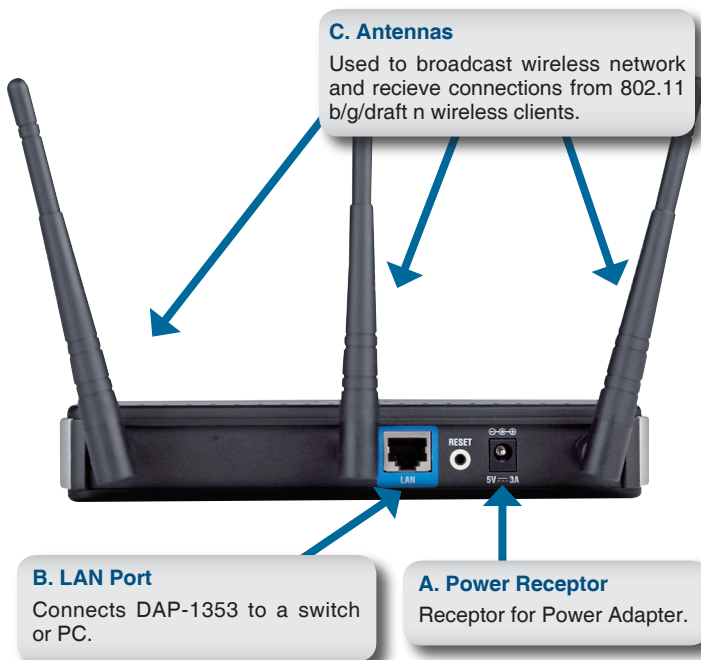 C. Antennas
Used to broadcast wireless network
and recieve connections from 802.11
b/g/draft n wireless clients.
RESET
LAN
5V⎓3A
B. LAN Port
Connects DAP-1353 to a switch
or PC.
A. Power Receptor
Receptor for Power Adapter.